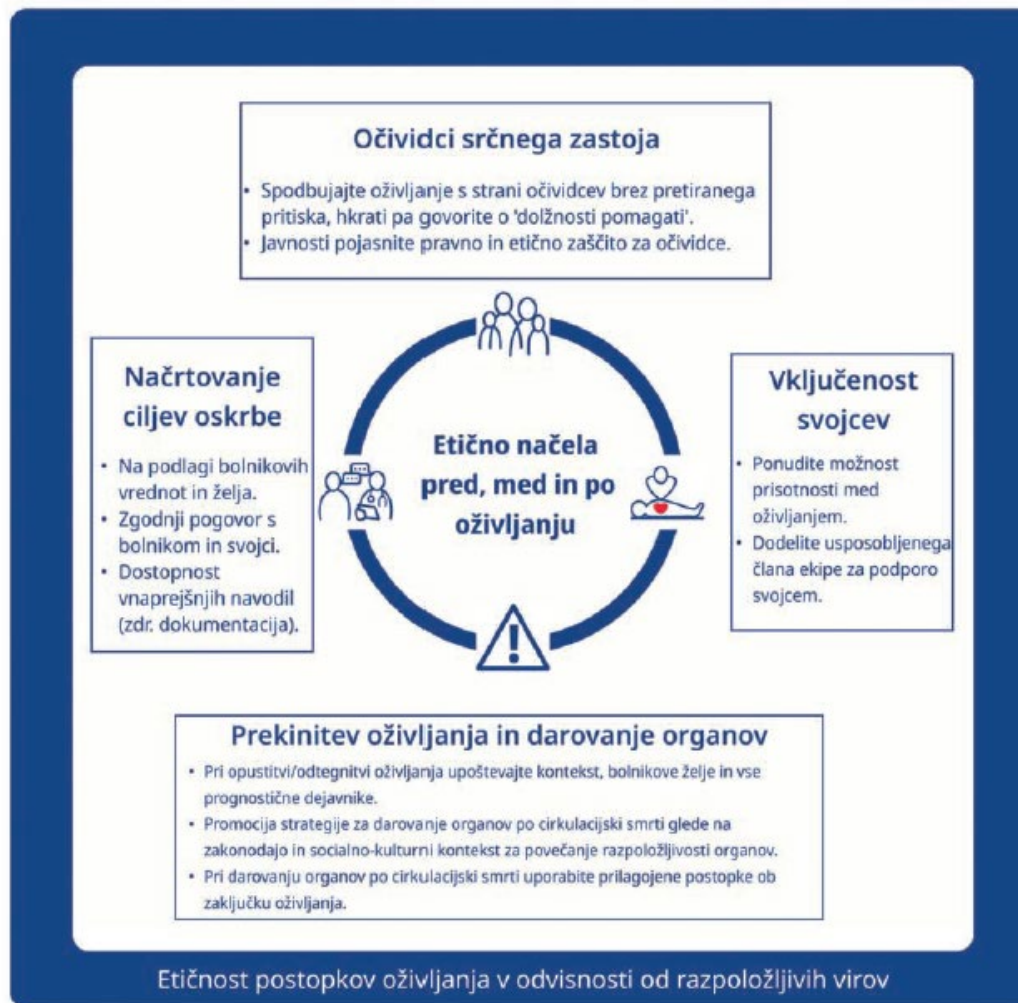 Očividci srčnega zastoja
• Spodbujajte oživljanje s strani očividcev brez pretiranega
pritiska, hkrati pa govorite o 'dolžnosti pomagati'.
• Javnosti pojasnite pravno in etično zaščito za očividce.
Načrtovanje
ciljev oskrbe
• Na podlagi bolnikovih
vrednot in želja.
• Zgodnji pogovor s
bolnikom in svojci.
• Dostopnost
vnaprejšnjih navodil
(zdr. dokumentacija).
Etično načela
pred, med in po
oživljanju
Vključenost
svojcev
• Ponudite možnost
prisotnosti med
oživljanjem.
• Dodelite usposobljenega
člana ekipe za podporo
svojcem.
Prekinitev oživljanja in darovanje organov
• Pri opustitvi/odtegnitvi oživljanja upoštevajte kontekst, bolnikove želje in vse
prognostične dejavnike.
• Promocija strategije za darovanje organov po cirkulacijski smrti glede na
zakonodajo in socialno-kulturni kontekst za povečanje razpoložljivosti organov.
• Pri darovanju organov po cirkulacijski smrti uporabite prilagojene postopke ob
zaključku oživljanja.
Etičnost postopkov oživljanja v odvisnosti od razpoložljivih virov